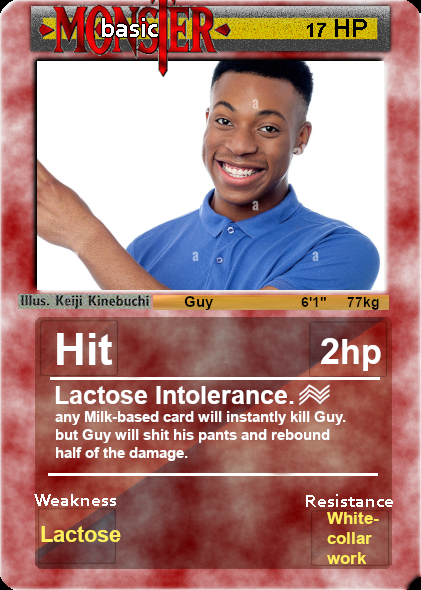 MONSTER
basic
17 HP
a
a
a
a
a
Illus. Keiji Kinebuchi
Guy 6'1" 77kg
Hit 2hp
Lactose Intolerance.
any Milk-based card will instantly kill Guy.
but Guy will shit his pants and rebound
half of the damage.
Weakness
Resistance
Lactose
White-
collar
work